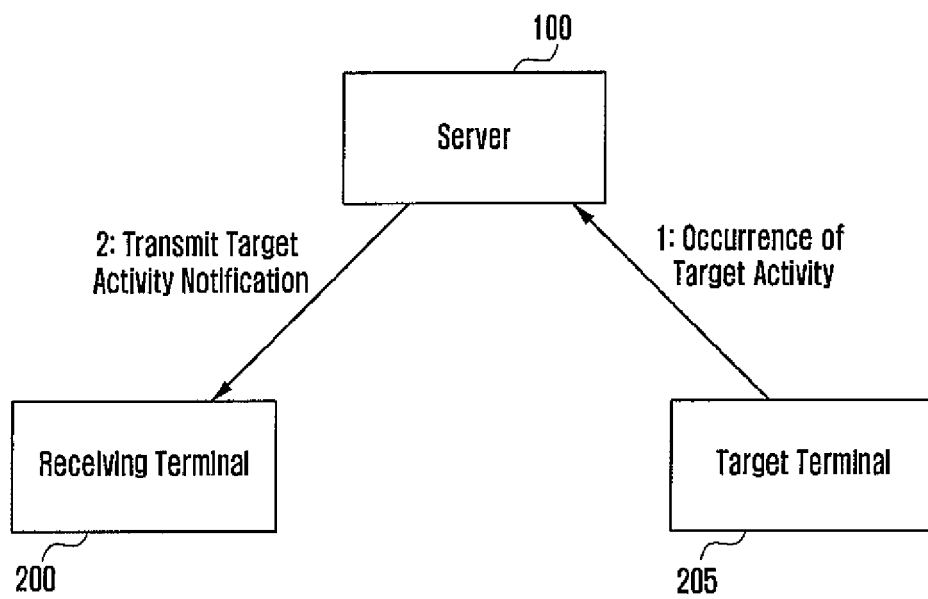 100
Server
2: Transmit Target
Activity Notification
1: Occurrence of
Target Activity
Receiving Terminal
Target Terminal
200
205